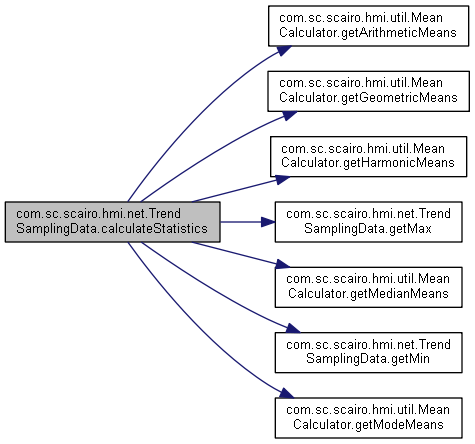 com.sc.scairo.hmi.util.Mean
Calculator.getArithmeticMeans
com.sc.scairo.hmi.util.Mean
Calculator.getGeometricMeans
com.sc.scairo.hmi.util.Mean
Calculator.getHarmonicMeans
com.sc.scairo.hmi.net.Trend
SamplingData.calculateStatistics
com.sc.scairo.hmi.net.Trend
SamplingData.getMax
com.sc.scairo.hmi.util.Mean
Calculator.getMedianMeans
com.sc.scairo.hmi.net.Trend
SamplingData.getMin
com.sc.scairo.hmi.util.Mean
Calculator.getModeMeans